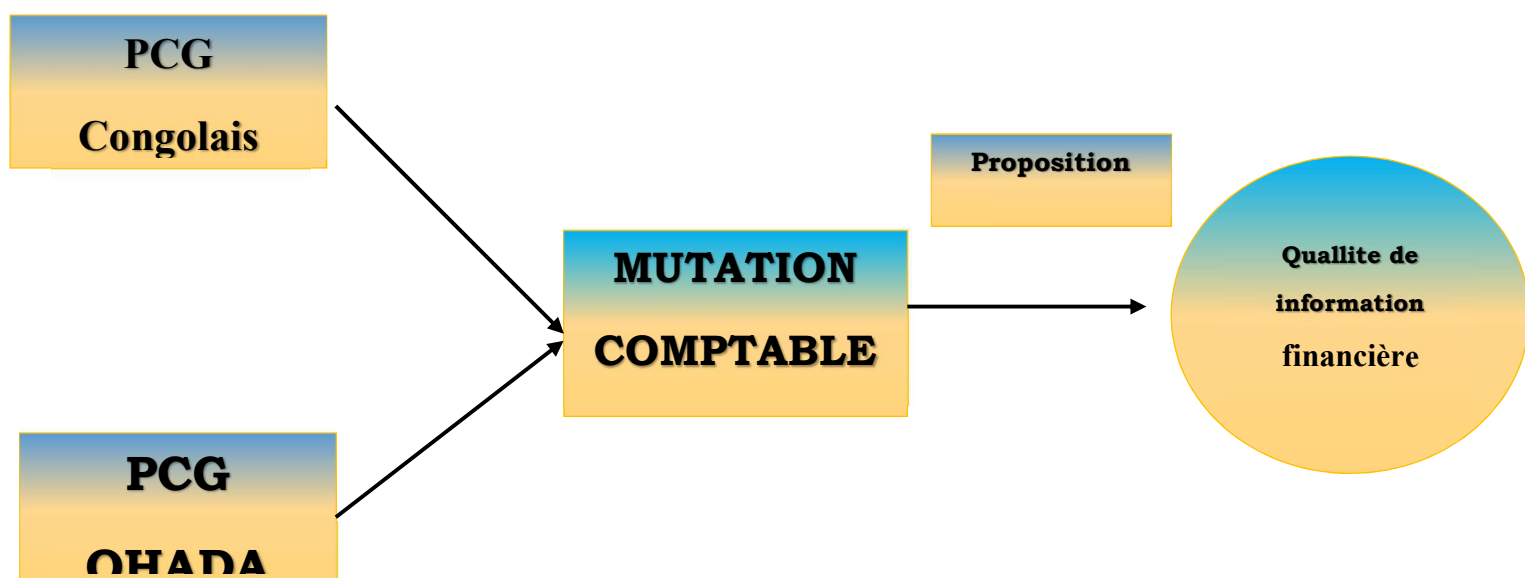 PCG
Congolais
Proposition
MUTATION
COMPTABLE
Quallite de
information
financière
PCG
OHADA